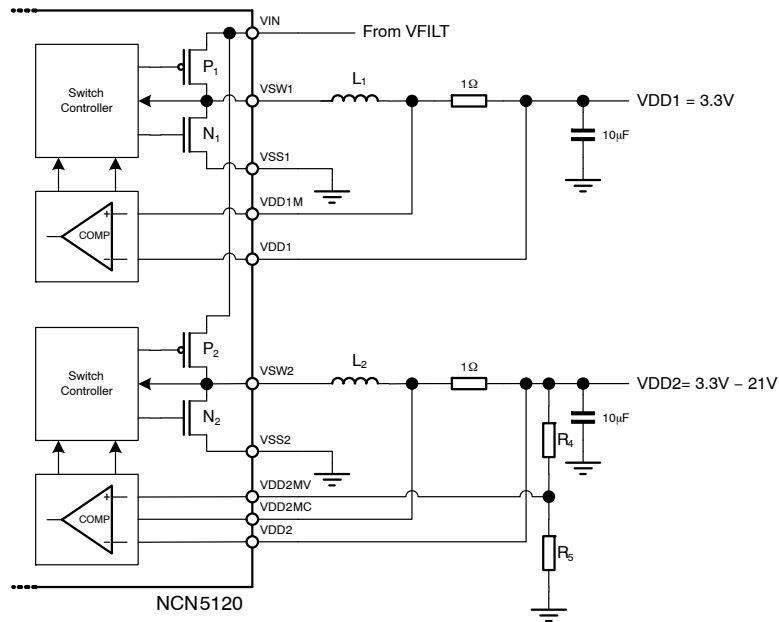 VIN
From VFILT
P1
Switch
Controller
VSW1
L1
1Ω
VDD1 = 3.3V
N1
10μF
VSS1
VDD1M
+
COMP
−
VDD1
P2
Switch
Controller
VSW2
L2
1Ω
VDD2= 3.3V − 21V
N2
10μF
R4
VSS2
VDD2MV
+
COMP
−
VDD2MC
VDD2
R5
NCN5120